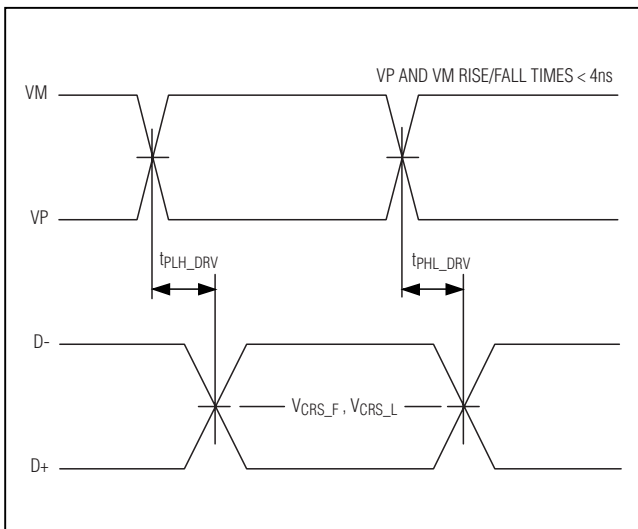 VP AND VM RISE/FALL TIMES < 4ns
VM
VP
tPLH_DRV
tPHL_DRV
D-
VCRS_F , VCRS_L
D+